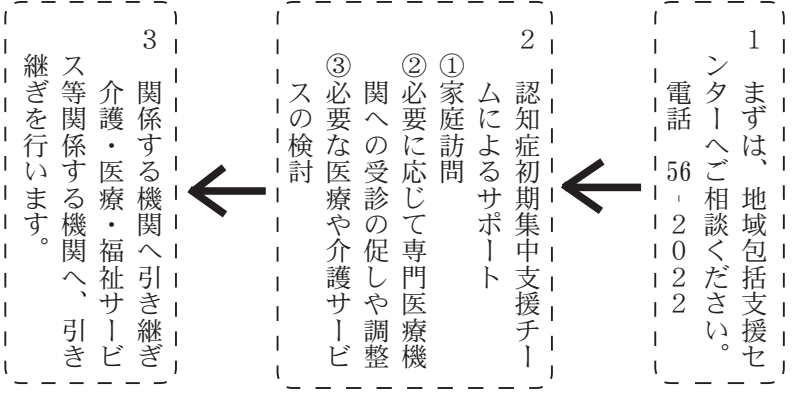 1　まずは、地域包括支援セ
ンターへご相談ください。
電話　56-2022
2　認知症初期集中支援チー
ムによるサポート
①家庭訪問
②必要に応じて専門医療機
関への受診の促しや調整
③必要な医療や介護サービ
スの検討
3　関係する機関へ引き継ぎ
介護・医療・福祉サービ
ス等関係する機関へ、引き
継ぎを行います。